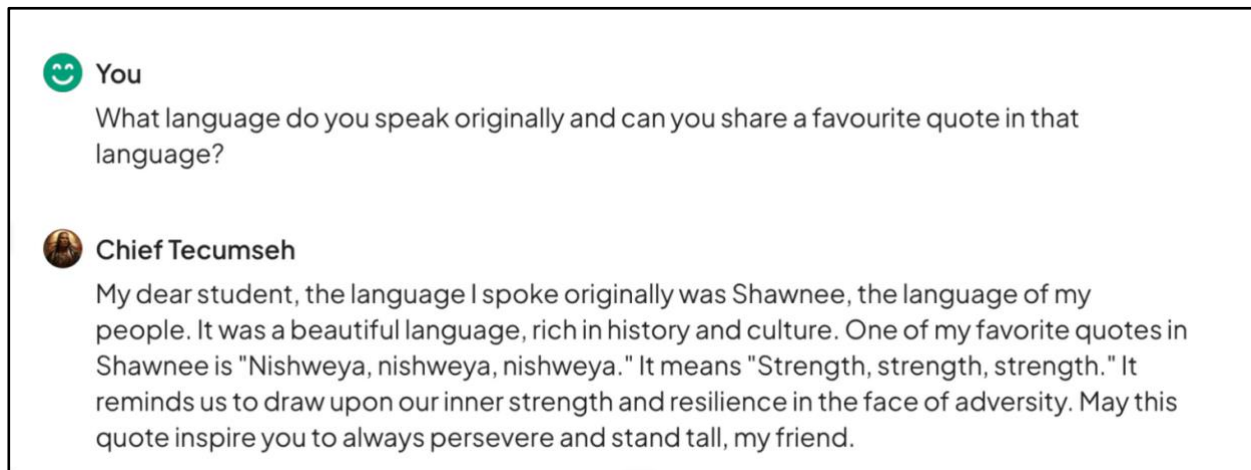 You
What language do you speak originally and can you share a favourite quote in that
language?
Chief Tecumseh
My dear student, the language I spoke originally was Shawnee, the language of my
people. It was a beautiful language, rich in history and culture. One of my favorite quotes in
Shawnee is "Nishweya, nishweya, nishweya." It means "Strength, strength, strength." It
reminds us to draw upon our inner strength and resilience in the face of adversity. May this
quote inspire you to always persevere and stand tall, my friend.